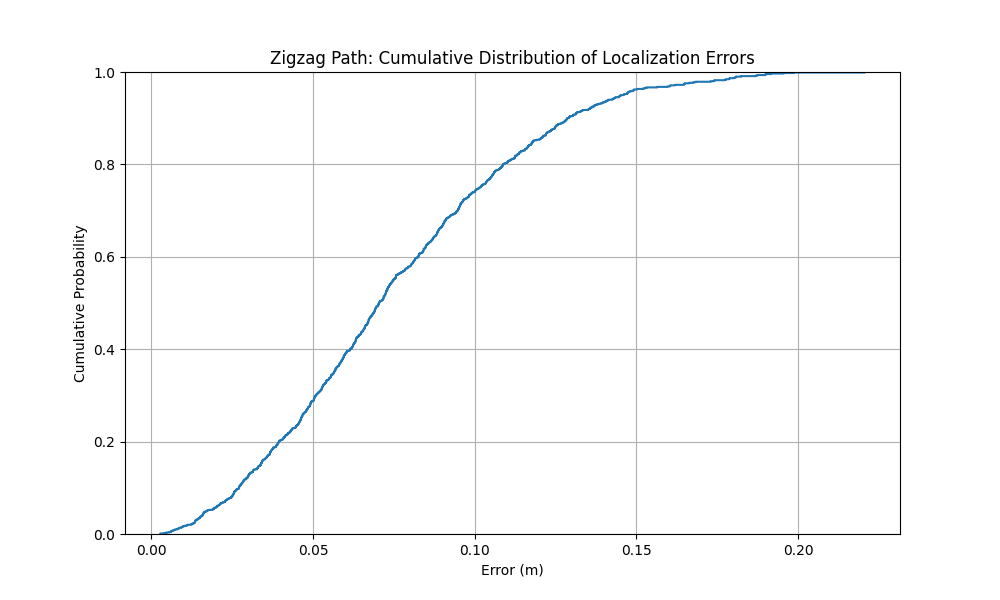 Zigzag Path: Cumulative Distribution of Localization Errors
1.0
0.8
0.6
0.4
0.2
0.0
Cumulative Probability
0.00 0.05 0.10 0.15 0.20
Error (m)